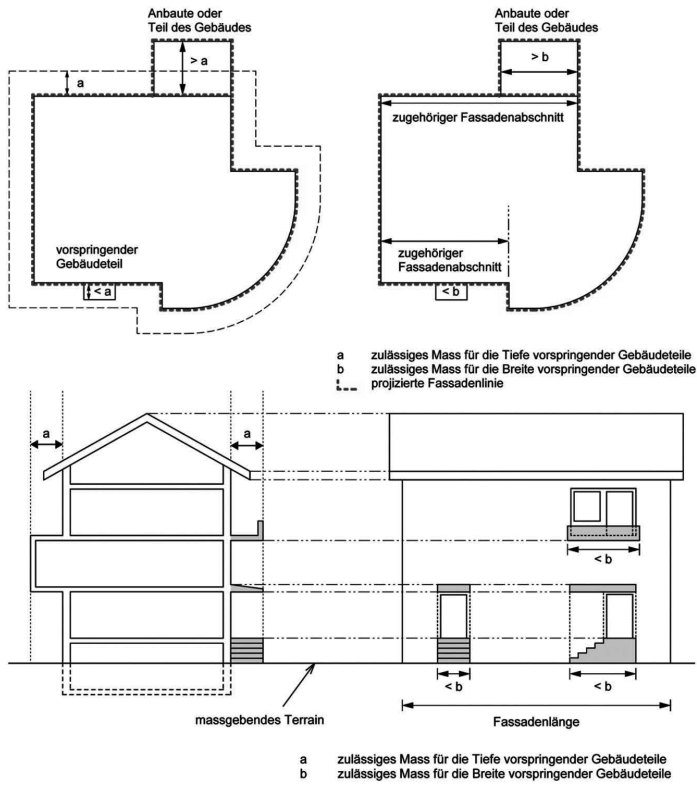 Anbaute oder
Teil des Gebäudes
> a
a
vorspringender
Gebäudeteil
< a
Anbaute oder
Teil des Gebäudes
> b
zugehöriger Fassadenabschnitt
zugehöriger
Fassadenabschnitt
< b
a zulässiges Mass für die Tiefe vorspringender Gebäudeteile
b zulässiges Mass für die Breite vorspringender Gebäudeteile
projizierte Fassadenlinie
a
a
< b
< b
< b
massgebendes Terrain
Fassadenlänge
a zulässiges Mass für die Tiefe vorspringender Gebäudeteile
b zulässiges Mass für die Breite vorspringender Gebäudeteile